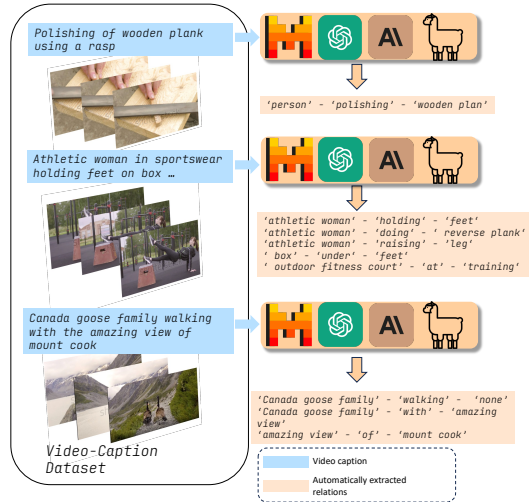 Polishing of wooden plank
using a rasp
'person' - 'polishing' - 'wooden plan'
Athletic woman in sportswear
holding feet on box …
'athletic woman' - 'holding' - 'feet'
'athletic woman' - 'doing' - ' reverse plank'
'athletic woman' - 'raising' - 'leg'
' box' - 'under' - 'feet'
' outdoor fitness court' - 'at' - 'training'
Canada goose family walking
with the amazing view of
mount cook
'Canada goose family' - 'walking' - 'none'
'Canada goose family' - 'with' - 'amazing
view'
'amazing view' - 'of' - 'mount cook'
Video-Caption
Dataset
Video caption
Automatically extracted
relations